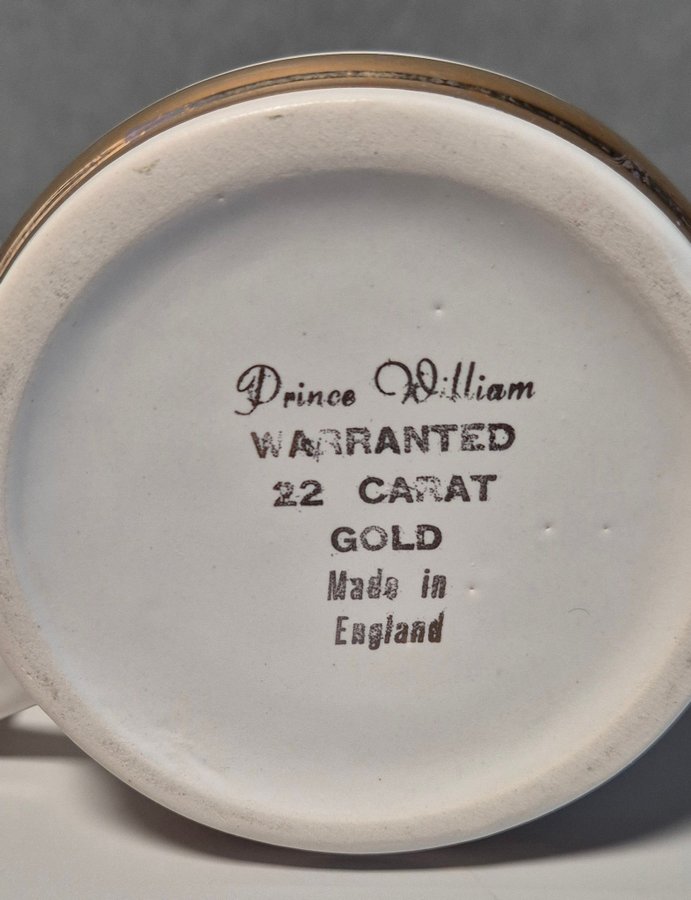 Prince William
WARRANTED
22 CARAT
GOLD
Made in
England